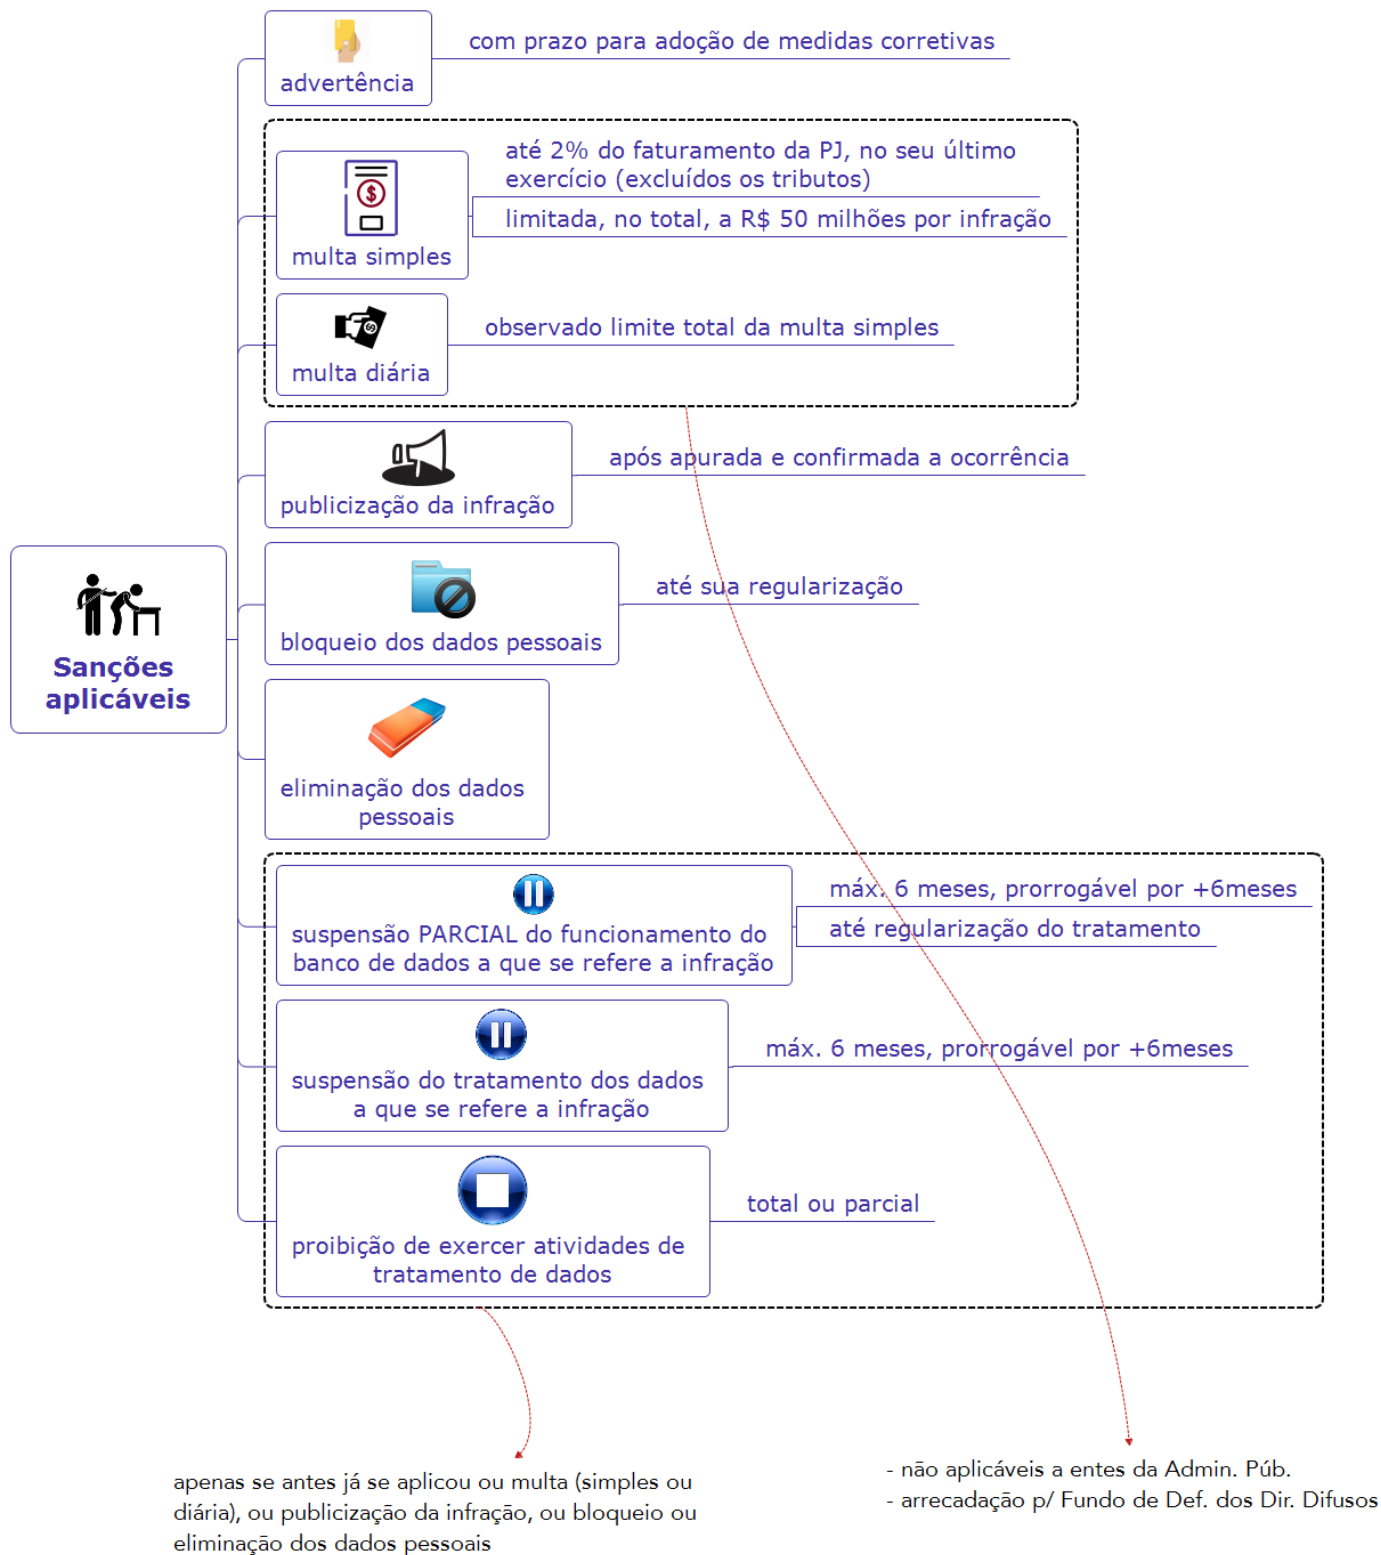 advertência
com prazo para adoção de medidas corretivas
até 2% do faturamento da PJ, no seu último
exercício (excluídos os tributos)
limitada, no total, a R$ 50 milhões por infração
multa simples
observado limite total da multa simples
multa diária
após apurada e confirmada a ocorrência
publicização da infração
até sua regularização
bloqueio dos dados pessoais
Sanções
aplicáveis
eliminação dos dados
pessoais
máx. 6 meses, prorrogável por +6meses
até regularização do tratamento
suspensão PARCIAL do funcionamento do
banco de dados a que se refere a infração
máx. 6 meses, prorrogável por +6meses
suspensão do tratamento dos dados
a que se refere a infração
total ou parcial
proibição de exercer atividades de
tratamento de dados
apenas se antes já se aplicou ou multa (simples ou
diária), ou publicização da infração, ou bloqueio ou
eliminação dos dados pessoais
- não aplicáveis a entes da Admin. Púb.
- arrecadação p/ Fundo de Def. dos Dir. Difusos